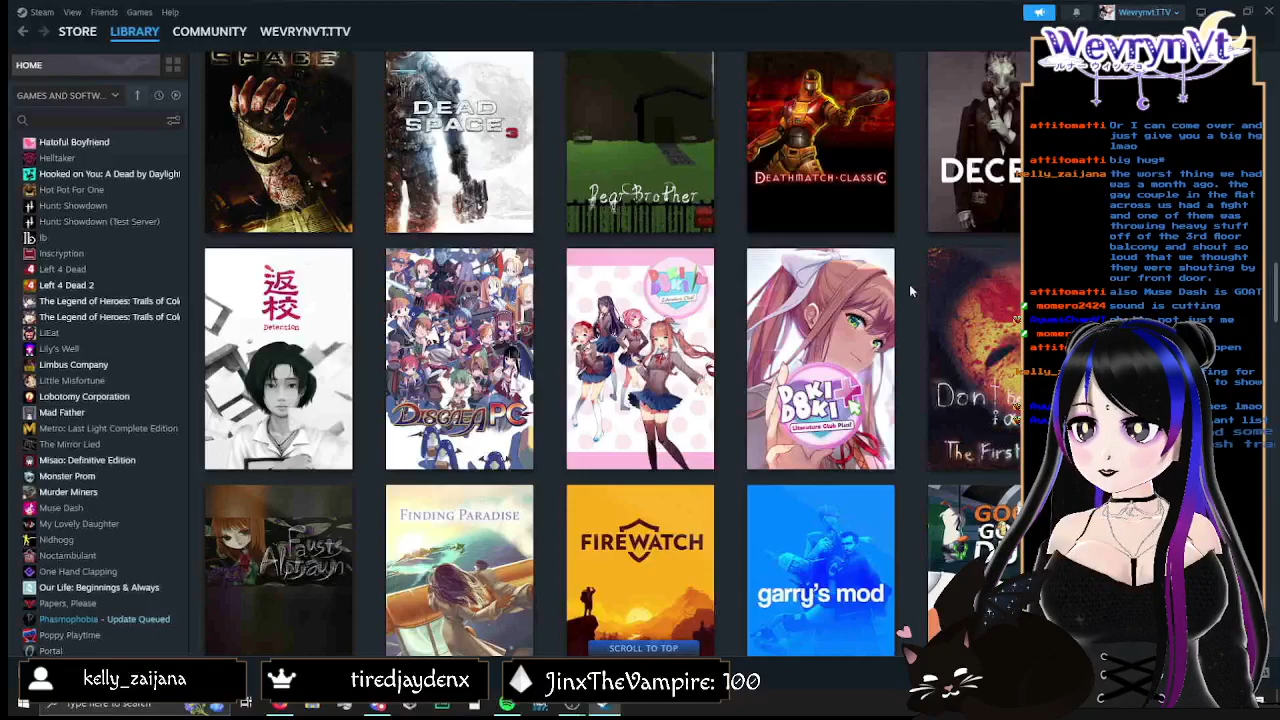 Steam View Friends Games Help
Wevrynvt.TTV
STORE LIBRARY COMMUNITY WEVRYNVT.TTV
HOME
GAMES AND SOFTW...
Hatoful Boyfriend
Helltaker
Hooked on You: A Dead by Daylight
Hot Pot For One
Hunt: Showdown
Hunt: Showdown (Test Server)
Ib
Inscryption
Left 4 Dead
Left 4 Dead 2
The Legend of Heroes: Trails of Col
The Legend of Heroes: Trails of Col
LiEat
Lily's Well
Limbus Company
Little Misfortune
Lobotomy Corporation
Mad Father
Metro: Last Light Complete Edition
The Mirror Lied
Misao: Definitive Edition
Monster Prom
Murder Miners
Muse Dash
My Lovely Daughter
Nidhogg
Noctambulant
One Hand Clapping
Our Life: Beginnings & Always
Papers, Please
Phasmophobia - Update Queued
Poppy Playtime
Portal
SPACE
DEAD
SPACE 3
Dear Brother
DEATHMATCH CLASSIC
DECE
返校
Detection
DISGAEA PC
DOKI DOKI
Literature Club Plus!
The First
Fausts
Alptraum
FINDING PARADISE
FIREWATCH
garry's mod
GOO
SCROLL TO TOP
WevrynVt
attitomatti Or I can come over and
just give you a big hg
lmao
attitomatti big hug*
kelly_zaijana the worst thing we had
was a month ago. the
gay couple in the flat
across us had a fight
and one of them was
throwing heavy stuff
off of the 3rd floor
balcony and shout so
loud that we thought
they were shouting by
our front door.
attitomatti also Muse Dash is GOAT
momero2424 sound is cutting
not just me
kelly_zaijana
tiredjaydenx
JinxTheVampire: 100
Type here to search